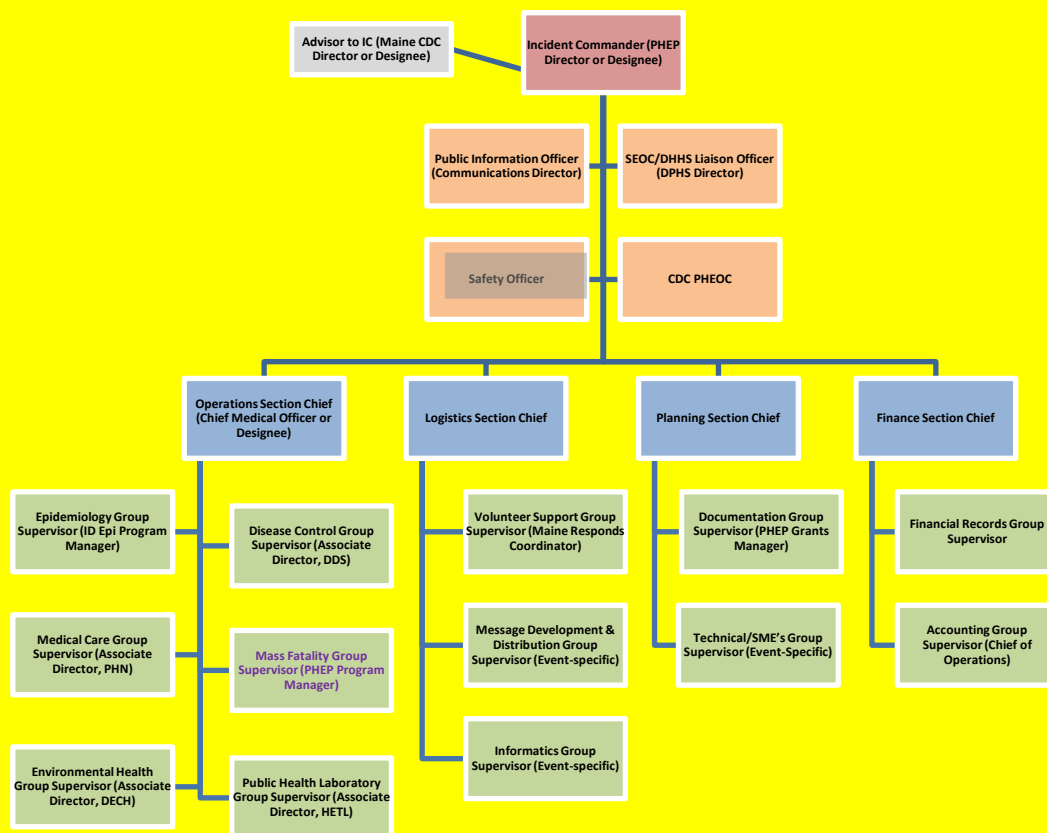 Advisor to IC (Maine CDC
Director or Designee)
Incident Commander (PHEP
Director or Designee)
Public Information Officer
(Communications Director)
SEOC/DHHS Liaison Officer
(DPHS Director)
Safety Officer
CDC PHEOC
Operations Section Chief
(Chief Medical Officer or
Designee)
Logistics Section Chief
Planning Section Chief
Finance Section Chief
Epidemiology Group
Supervisor (ID Epi Program
Manager)
Disease Control Group
Supervisor (Associate
Director, DDS)
Volunteer Support Group
Supervisor (Maine Responds
Coordinator)
Documentation Group
Supervisor (PHEP Grants
Manager)
Financial Records Group
Supervisor
Medical Care Group
Supervisor (Associate
Director, PHN)
Mass Fatality Group
Supervisor (PHEP Program
Manager)
Message Development &
Distribution Group
Supervisor (Event-specific)
Technical/SME's Group
Supervisor (Event-Specific)
Accounting Group
Supervisor (Chief of
Operations)
Environmental Health
Group Supervisor (Associate
Director, DECH)
Public Health Laboratory
Group Supervisor (Associate
Director, HETL)
Informatics Group
Supervisor (Event-specific)